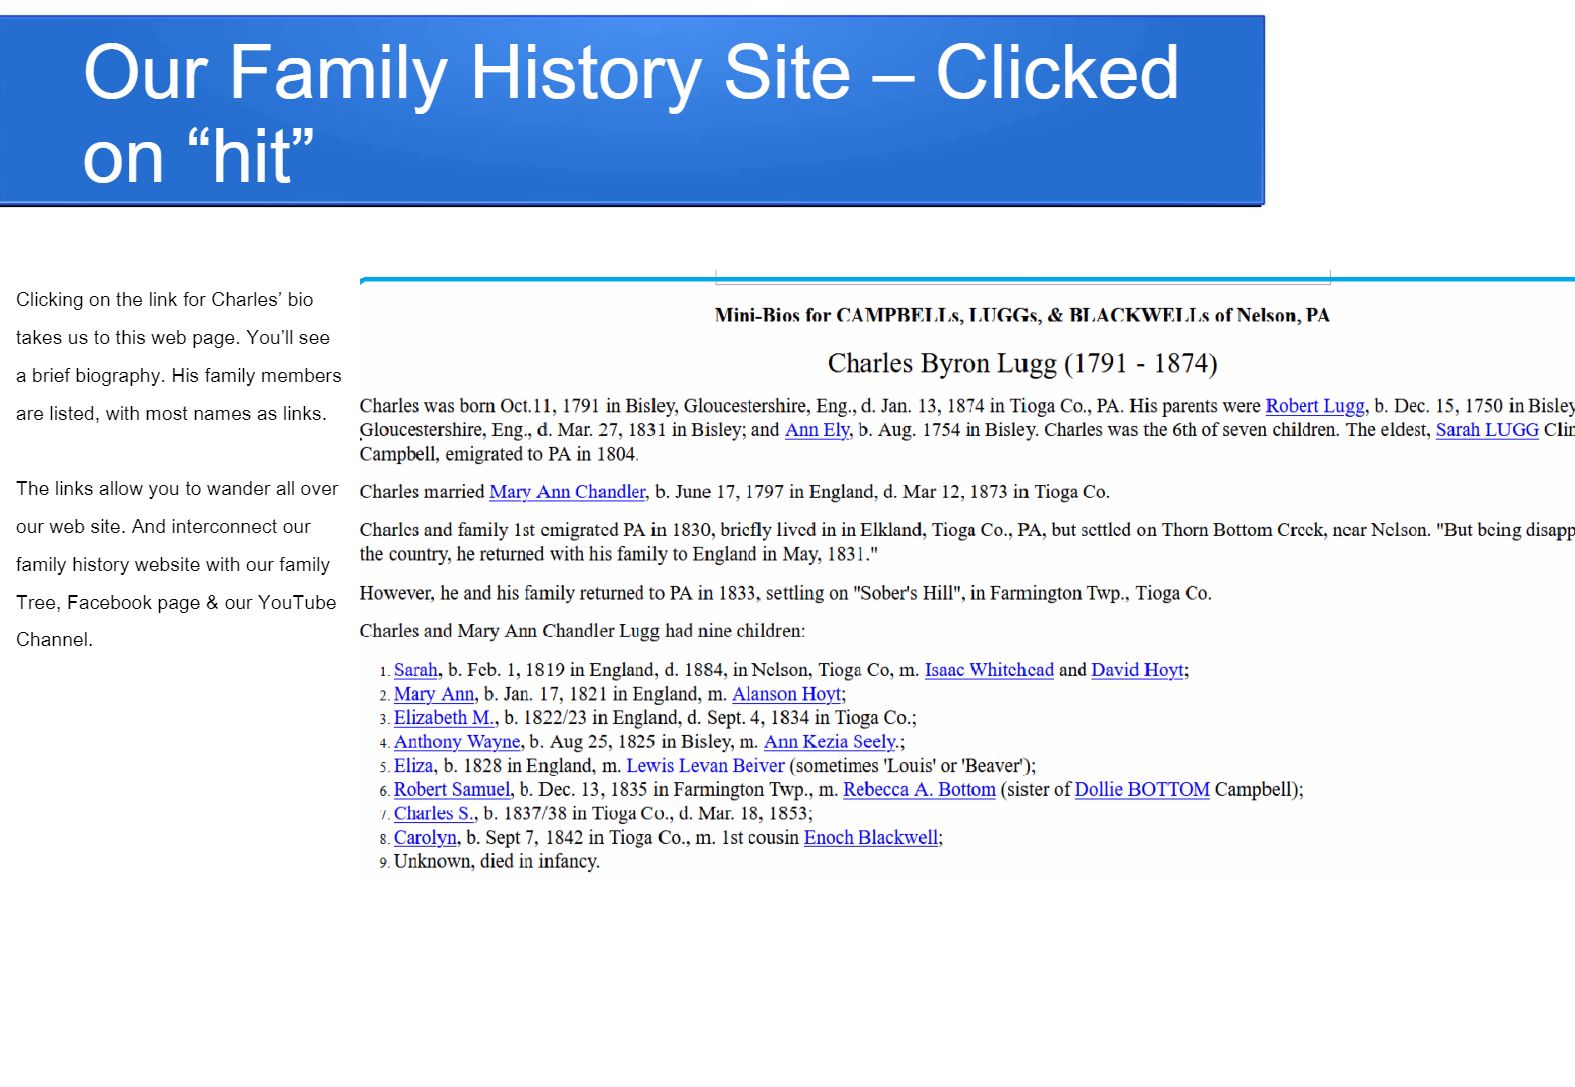 Our Family History Site – Clicked
on “hit”
Clicking on the link for Charles’ bio
takes us to this web page. You’ll see
a brief biography. His family members
are listed, with most names as links.
The links allow you to wander all over
our web site. And interconnect our
family history website with our family
Tree, Facebook page & our YouTube
Channel.
Mini-Bios for CAMPBELLs, LUGGs, & BLACKWELLs of Nelson, PA
Charles Byron Lugg (1791 - 1874)
Charles was born Oct.11, 1791 in Bisley, Gloucestershire, Eng., d. Jan. 13, 1874 in Tioga Co., PA. His parents were Robert Lugg, b. Dec. 15, 1750 in Bisley
Gloucestershire, Eng., d. Mar. 27, 1831 in Bisley; and Ann Ely, b. Aug. 1754 in Bisley. Charles was the 6th of seven children. The eldest, Sarah LUGG
Campbell, emigrated to PA in 1804.
Charles married Mary Ann Chandler, b. June 17, 1797 in England, d. Mar 12, 1873 in Tioga Co.
Charles and family 1st emigrated PA in 1830, briefly lived in in Elkland, Tioga Co., PA, but settled on Thorn Bottom Creek, near Nelson. "But being
the country, he returned with his family to England in May, 1831."
However, he and his family returned to PA in 1833, settling on "Sober's Hill", in Farmington Twp., Tioga Co.
Charles and Mary Ann Chandler Lugg had nine children:
1. Sarah, b. Feb. 1, 1819 in England, d. 1884, in Nelson, Tioga Co, m. Isaac Whitehead and David Hoyt;
2. Mary Ann, b. Jan. 17, 1821 in England, m. Alanson Hoyt;
3. Elizabeth M., b. 1822/23 in England, d. Sept. 4, 1834 in Tioga Co.;
4. Anthony Wayne, b. Aug 25, 1825 in Bisley, m. Ann Kezia Seely.;
5. Eliza, b. 1828 in England, m. Lewis Levan Beiver (sometimes 'Louis' or 'Beaver');
6. Robert Samuel, b. Dec. 13, 1835 in Farmington Twp., m. Rebecca A. Bottom (sister of Dollie BOTTOM Campbell);
7. Charles S., b. 1837/38 in Tioga Co., d. Mar. 18, 1853;
8. Carolyn, b. Sept 7, 1842 in Tioga Co., m. 1st cousin Enoch Blackwell;
9. Unknown, died in infancy.